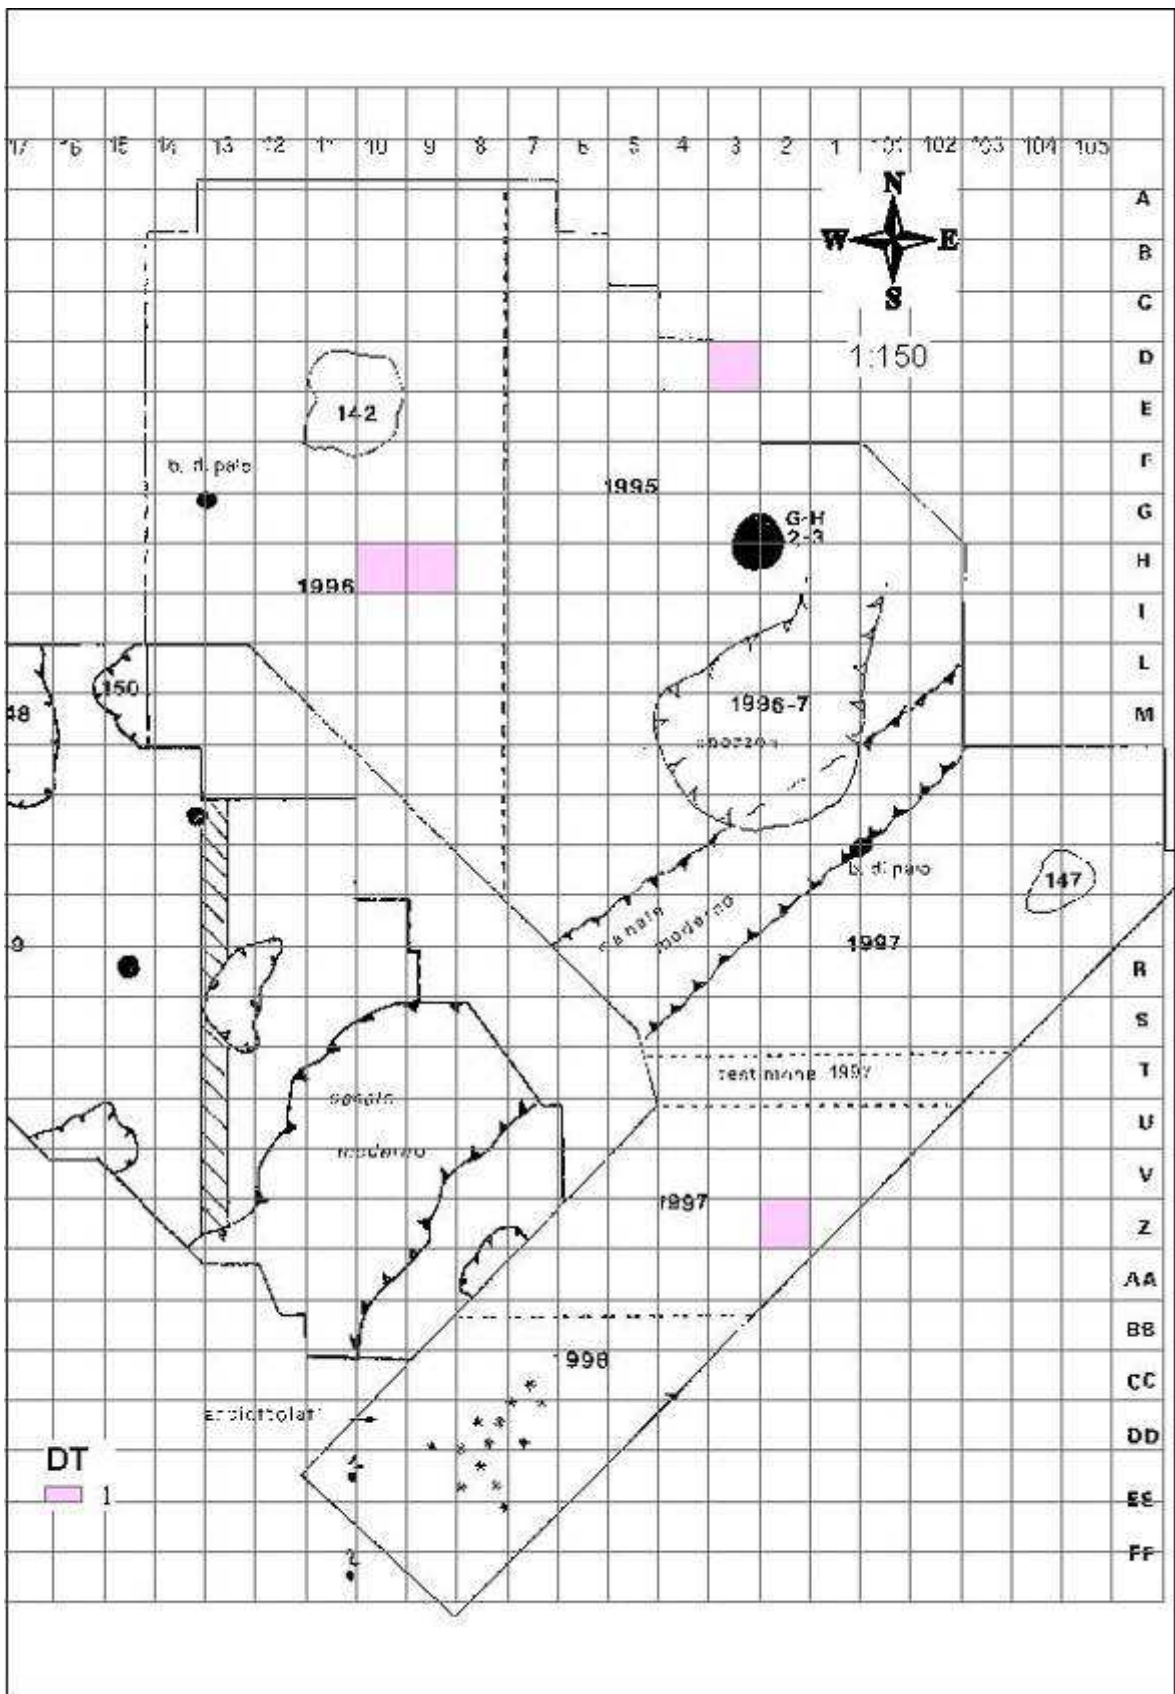 17 16 15 14 13 12 11 10 9 8 7 6 5 4 3 2 1 101 102 103 104 105
N
A
W E
B
S
C
1:150
D
E
142
b. di palo
F
1995
G-H
2-3
G
H
1996
I
L
150
48
1996-7
M
b. di palo
147
canale
moderno
9
1997
R
S
testimone 1997
T
canale
U
moderno
V
1997
Z
AA
BB
1998
CC
DD
DT
1
EE
FF